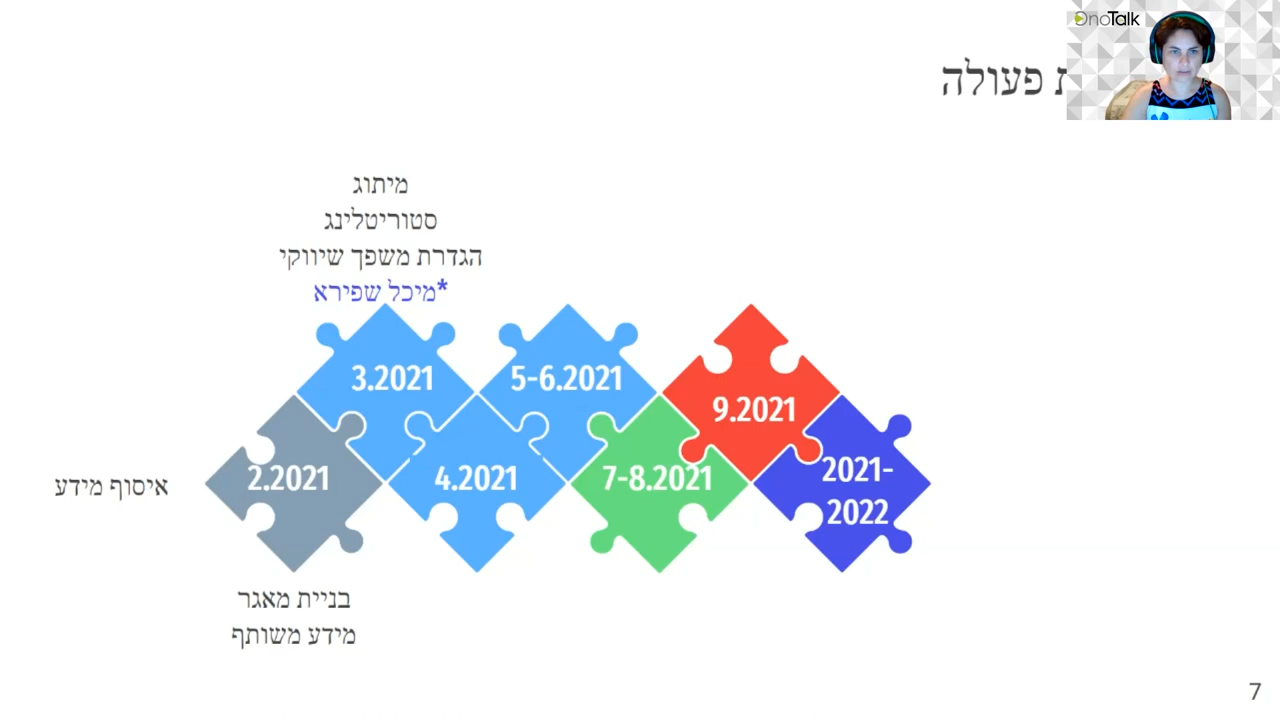 OnoTalk
פעולה
מיתוג
סטוריטלינג
הגדרת משפך שיווקי
*מיכל שפירא
3.2021
5-6.2021
9.2021
2.2021
4.2021
7-8.2021
2021-
2022
איסוף מידע
בניית מאגר
מידע משותף
7